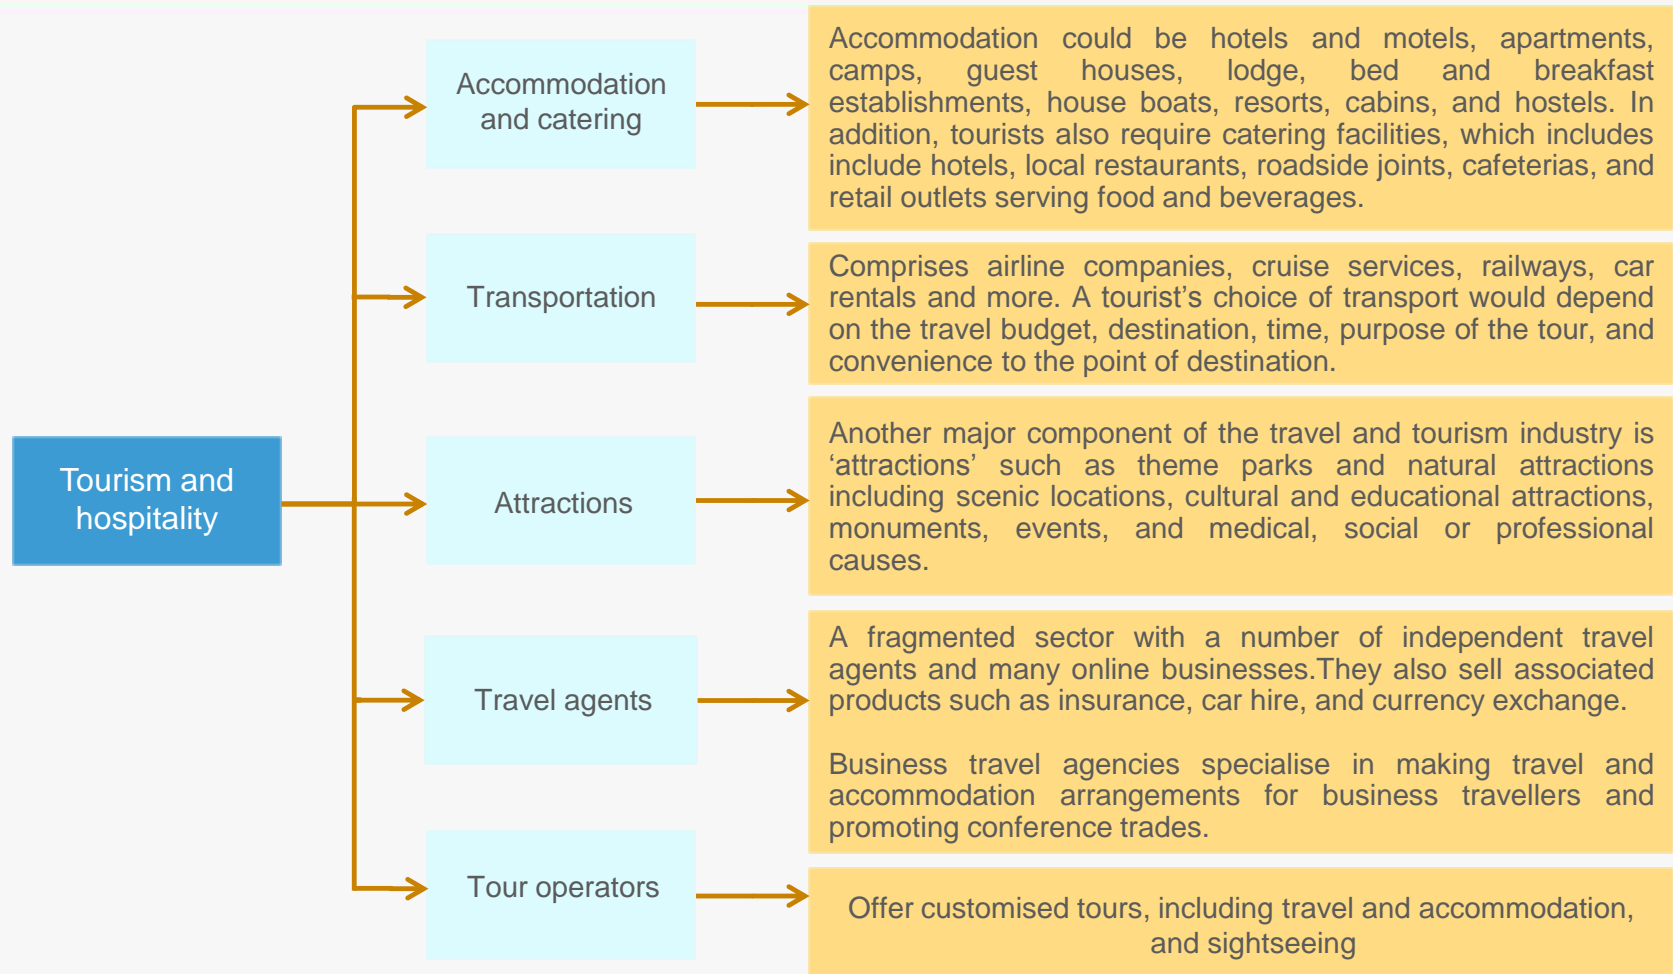 Tourism and
hospitality
Accommodation
and catering
Accommodation could be hotels and motels, apartments,
camps, guest houses, lodge, bed and breakfast
establishments, house boats, resorts, cabins, and hostels. In
addition, tourists also require catering facilities, which includes
include hotels, local restaurants, roadside joints, cafeterias, and
retail outlets serving food and beverages.
Transportation
Comprises airline companies, cruise services, railways, car
rentals and more. A tourist’s choice of transport would depend
on the travel budget, destination, time, purpose of the tour, and
convenience to the point of destination.
Attractions
Another major component of the travel and tourism industry is
‘attractions’ such as theme parks and natural attractions
including scenic locations, cultural and educational attractions,
monuments, events, and medical, social or professional
causes.
Travel agents
A fragmented sector with a number of independent travel
agents and many online businesses.They also sell associated
products such as insurance, car hire, and currency exchange.
Business travel agencies specialise in making travel and
accommodation arrangements for business travellers and
promoting conference trades.
Tour operators
Offer customised tours, including travel and accommodation,
and sightseeing